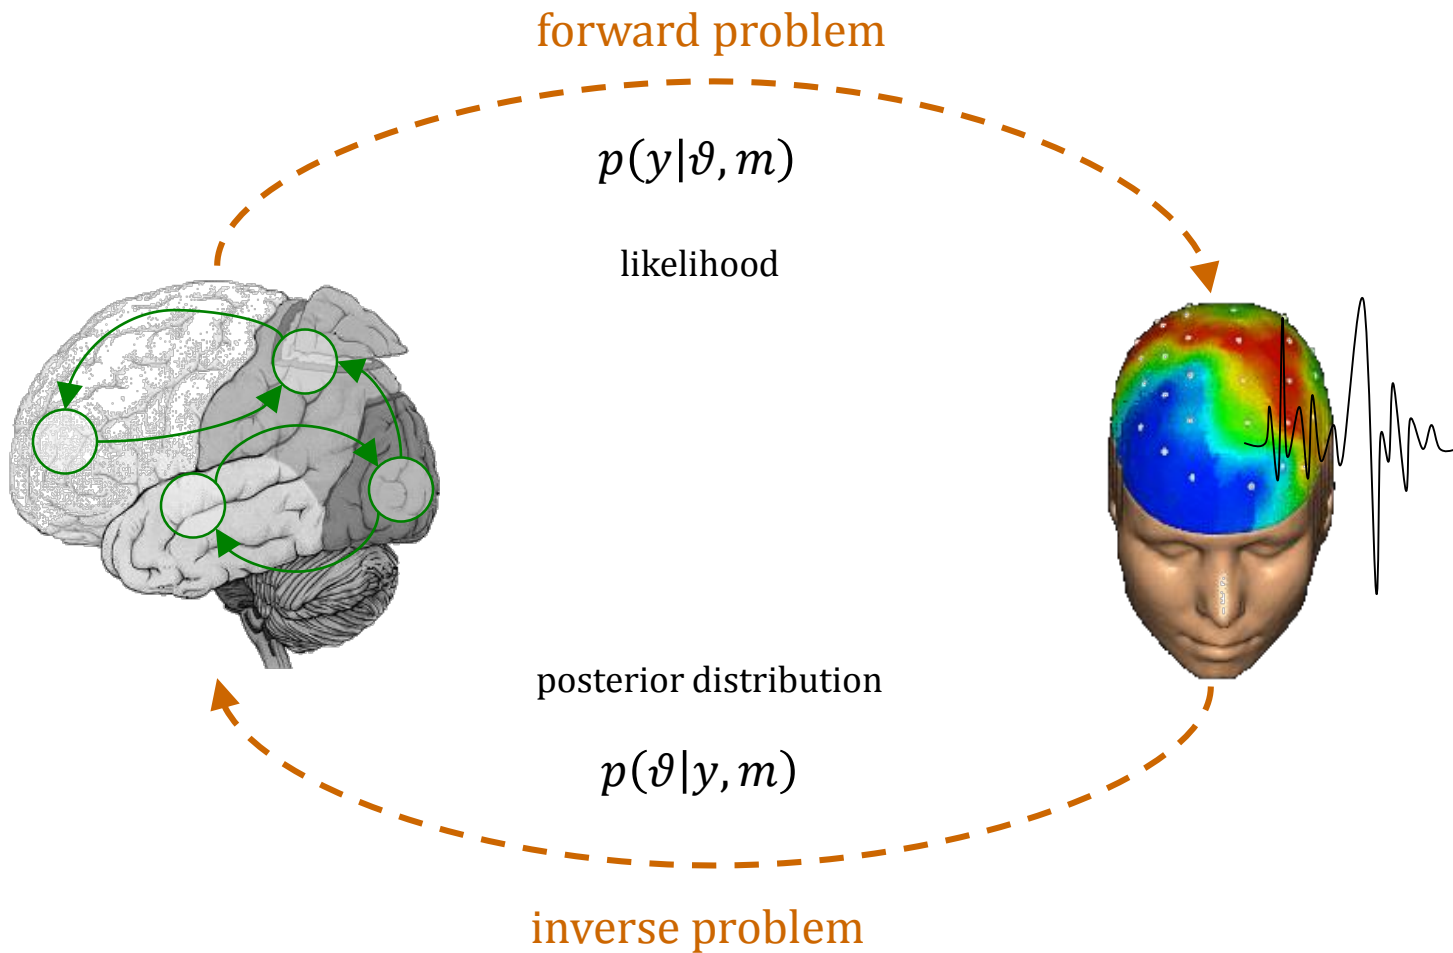 forward problem
p(y|ϑ, m)
likelihood
posterior distribution
p(ϑ|y, m)
inverse problem